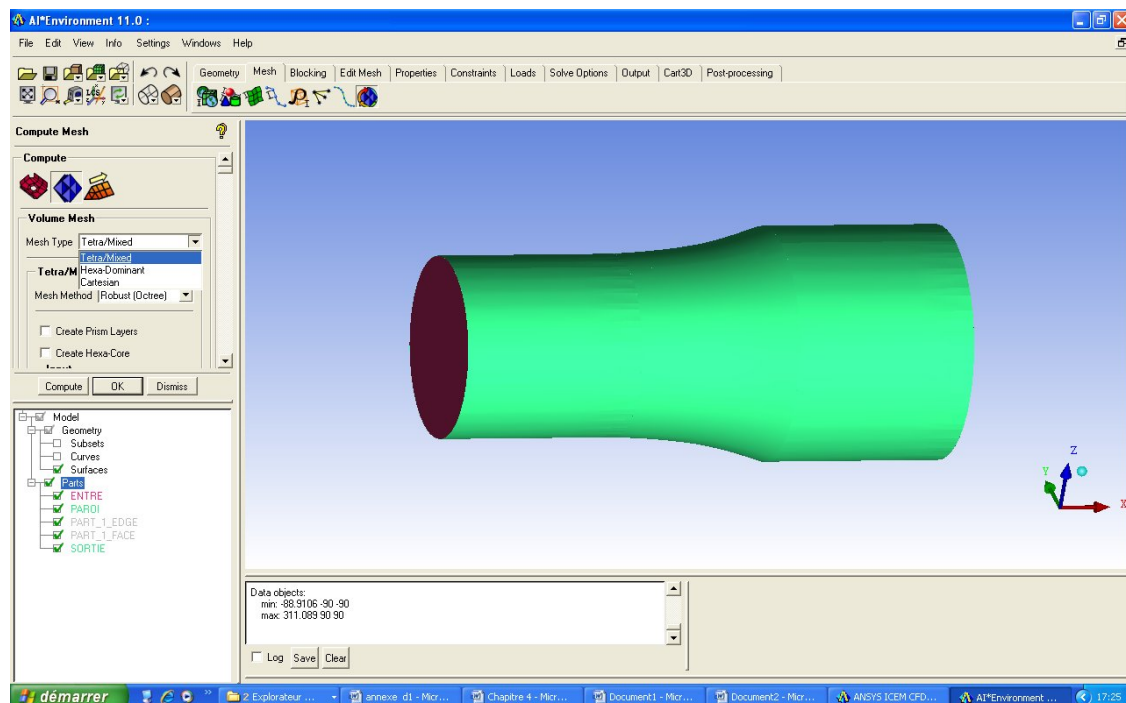 AI*Environment 11.0 :
File Edit View Info Settings Windows Help
Geometry Mesh Blocking Edit Mesh Properties Constraints Loads Solve Options Output Cart3D Post-processing
Compute Mesh
Compute
Volume Mesh
Mesh Type Tetra/Mixed
Tetra/Mixed
Hexa-Dominant
Cartesian
Tetra/M
Mesh Method Robust (Octree)
Create Prism Layers
Create Hexa-Core
Compute OK Dismiss
Model
Geometry
Subsets
Curves
Surfaces
Parts
ENTRE
PAROI
PART_1_EDGE
PART_1_FACE
SORTIE
Z
Y
X
Data objects:
min: -88.9106 -90 -90
max: 311.089 90 90
Log Save Clear
démarrer 2 Explorateur ... annexe d1 - Micr... Chapitre 4 - Micr... Document1 - Micr... Document2 - Micr... ANSYS ICEM CFD... AI*Environment ... 17:25